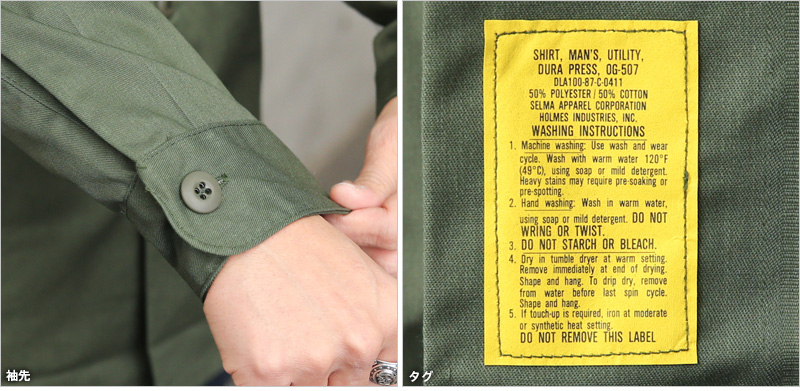 袖先
SHIRT, MAN'S, UTILITY,
DURA PRESS, OG-507
DLA100-87-C-0411
50% POLYESTER / 50% COTTON
SELMA APPAREL CORPORATION
HOLMES INDUSTRIES, INC.
WASHING INSTRUCTIONS
1. Machine washing: Use wash and wear
cycle. Wash with warm water 120°F
(49°C), using soap or mild detergent.
Heavy stains may require pre-soaking or
pre-spotting.
2. Hand washing: Wash in warm water,
using soap or mild detergent. DO NOT
WRING OR TWIST.
3. DO NOT STARCH OR BLEACH.
4. Dry in tumble dryer at warm setting.
Remove immediately at end of drying.
Shape and hang. To drip dry, remove
from water before last spin cycle.
Shape and hang.
5. If touch-up is required, iron at moderate
or synthetic heat setting.
DO NOT REMOVE THIS LABEL
タグ